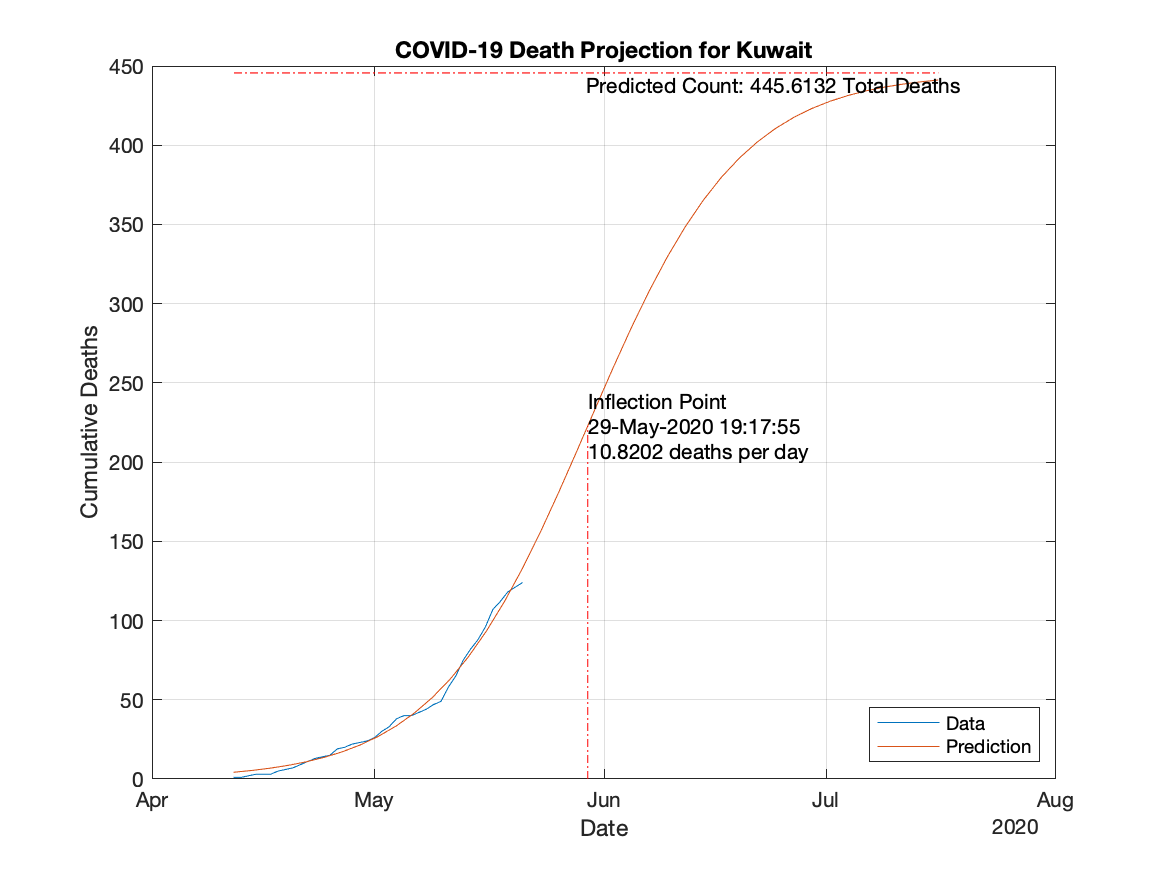 COVID-19 Death Projection for Kuwait
450
400
350
300
250
200
150
100
50
0
Cumulative Deaths
Predicted Count: 445.6132 Total Deaths
Inflection Point
29-May-2020 19:17:55
10.8202 deaths per day
Data
Prediction
Apr May Jun Jul Aug
Date
2020